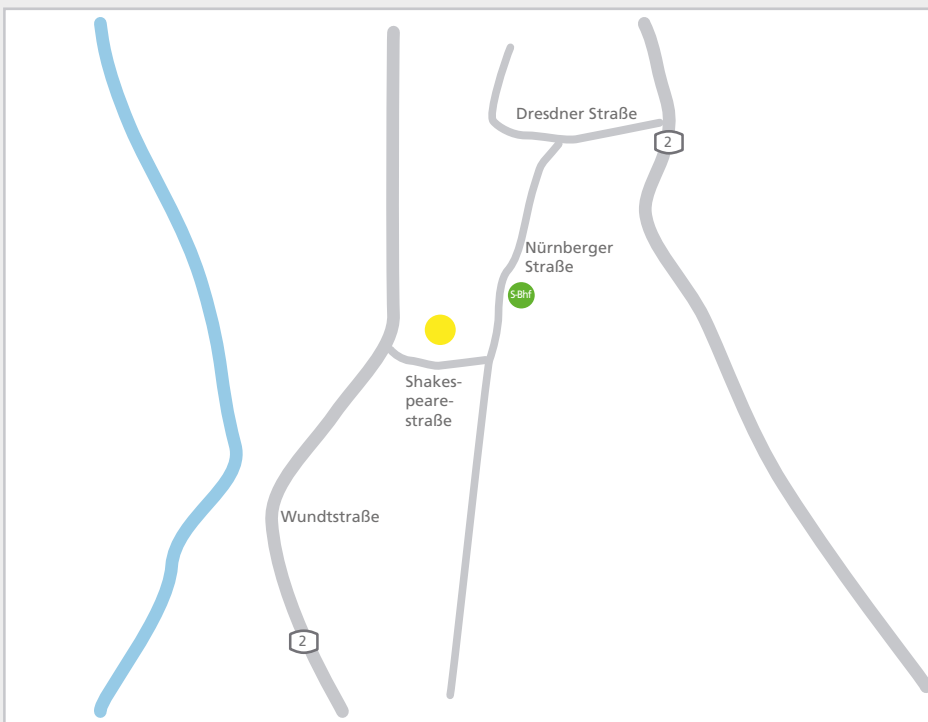 Dresdner Straße
2
Nürnberger
Straße
S-Bhf
Shakes-
peare-
straße
Wundtstraße
2